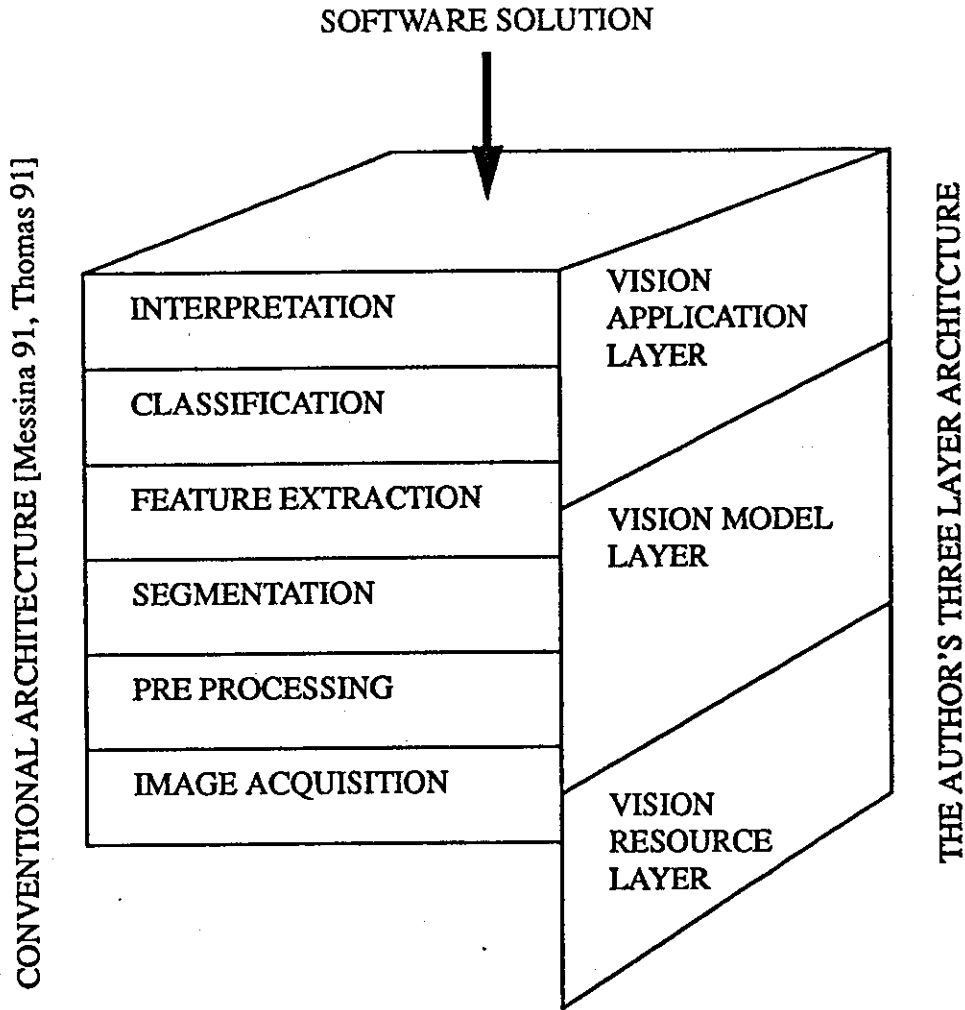 SOFTWARE SOLUTION
CONVENTIONAL ARCHITECTURE [Messina 91, Thomas 91]
INTERPRETATION
CLASSIFICATION
FEATURE EXTRACTION
SEGMENTATION
PRE PROCESSING
IMAGE ACQUISITION
VISION
APPLICATION
LAYER
VISION MODEL
LAYER
VISION
RESOURCE
LAYER
THE AUTHOR'S THREE LAYER ARCHITCTURE